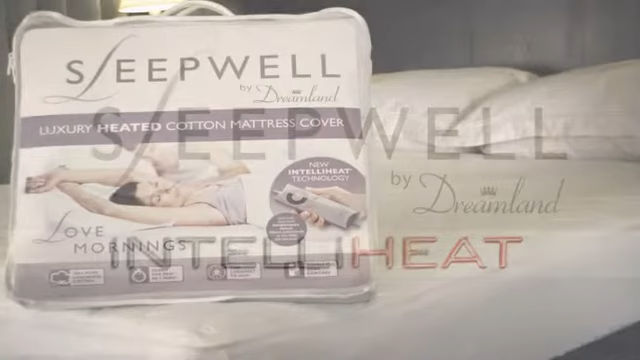 SLEEPWELL
by Dreamland
LUXURY HEATED COTTON MATTRESS COVER
NEW
INTELLIHEAT
TECHNOLOGY
LOVE
MORNINGS
SLEEPWELL
by Dreamland
INTELLIHEAT